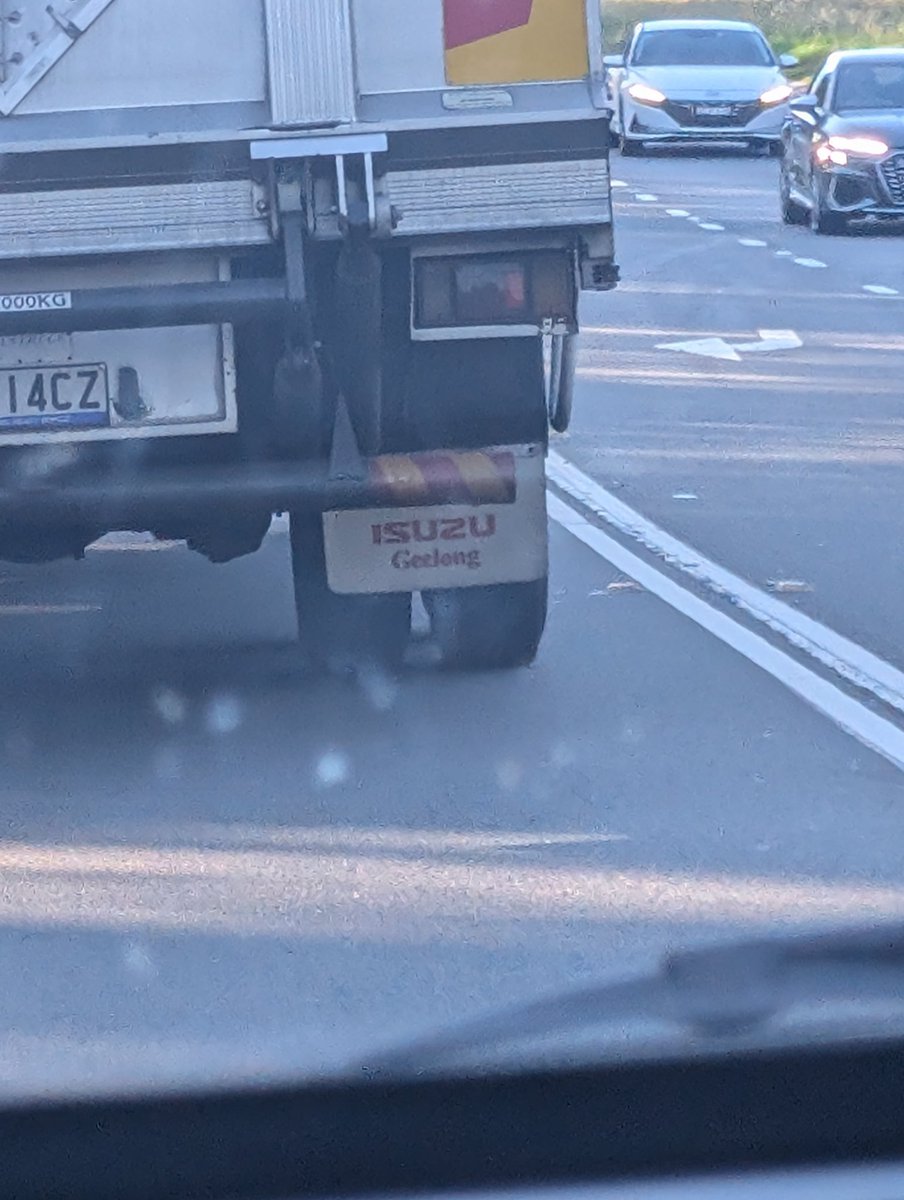 000KG
14CZ
ISUZU
Geelong